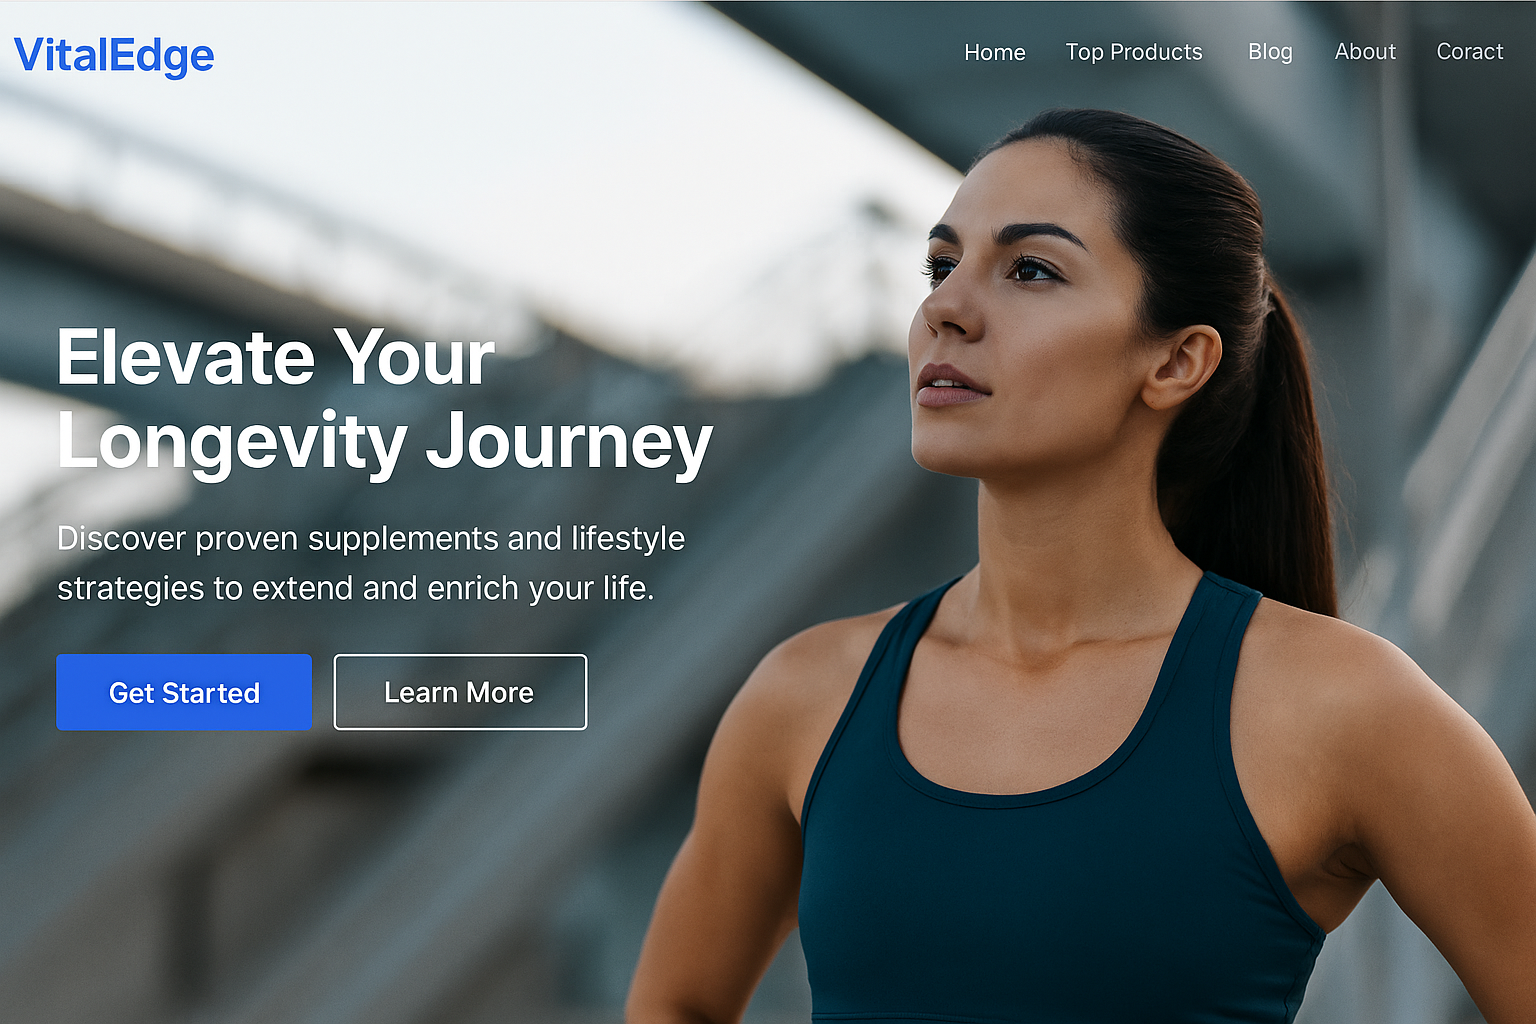 VitalEdge
Home Top Products Blog About Coract
Elevate Your
Longevity Journey
Discover proven supplements and lifestyle
strategies to extend and enrich your life.
Get Started Learn More